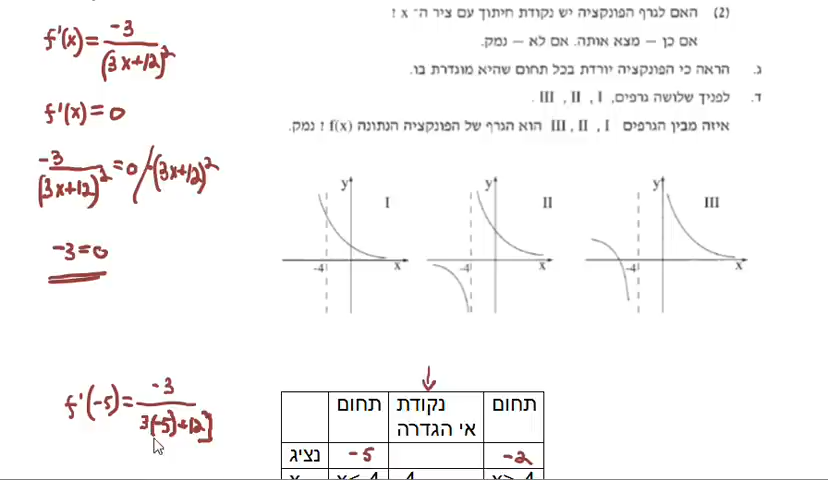 (2) האם לגרף הפונקציה יש נקודת חיתוך עם ציר ה־ x ?
אם כן — מצא אותה. אם לא — נמק.
ג. הראה כי הפונקציה יורדת בכל תחום שהיא מוגדרת בו.
ד. לפניך שלושה גרפים, I , II , III .
איזה מבין הגרפים I , II , III הוא הגרף של הפונקציה הנתונה f(x) ? נמק.
f'(x) = -3/(3x+12)²
f'(x) = 0
-3/(3x+12)² = 0 / ·(3x+12)²
-3 = 0
y I -4 x
y II -4 x
y III -4 x
f'(-5) = -3/3(-5)+12]²
תחום נקודת אי הגדרה תחום
נציג -5 -2
x x<-4 -4 x>-4